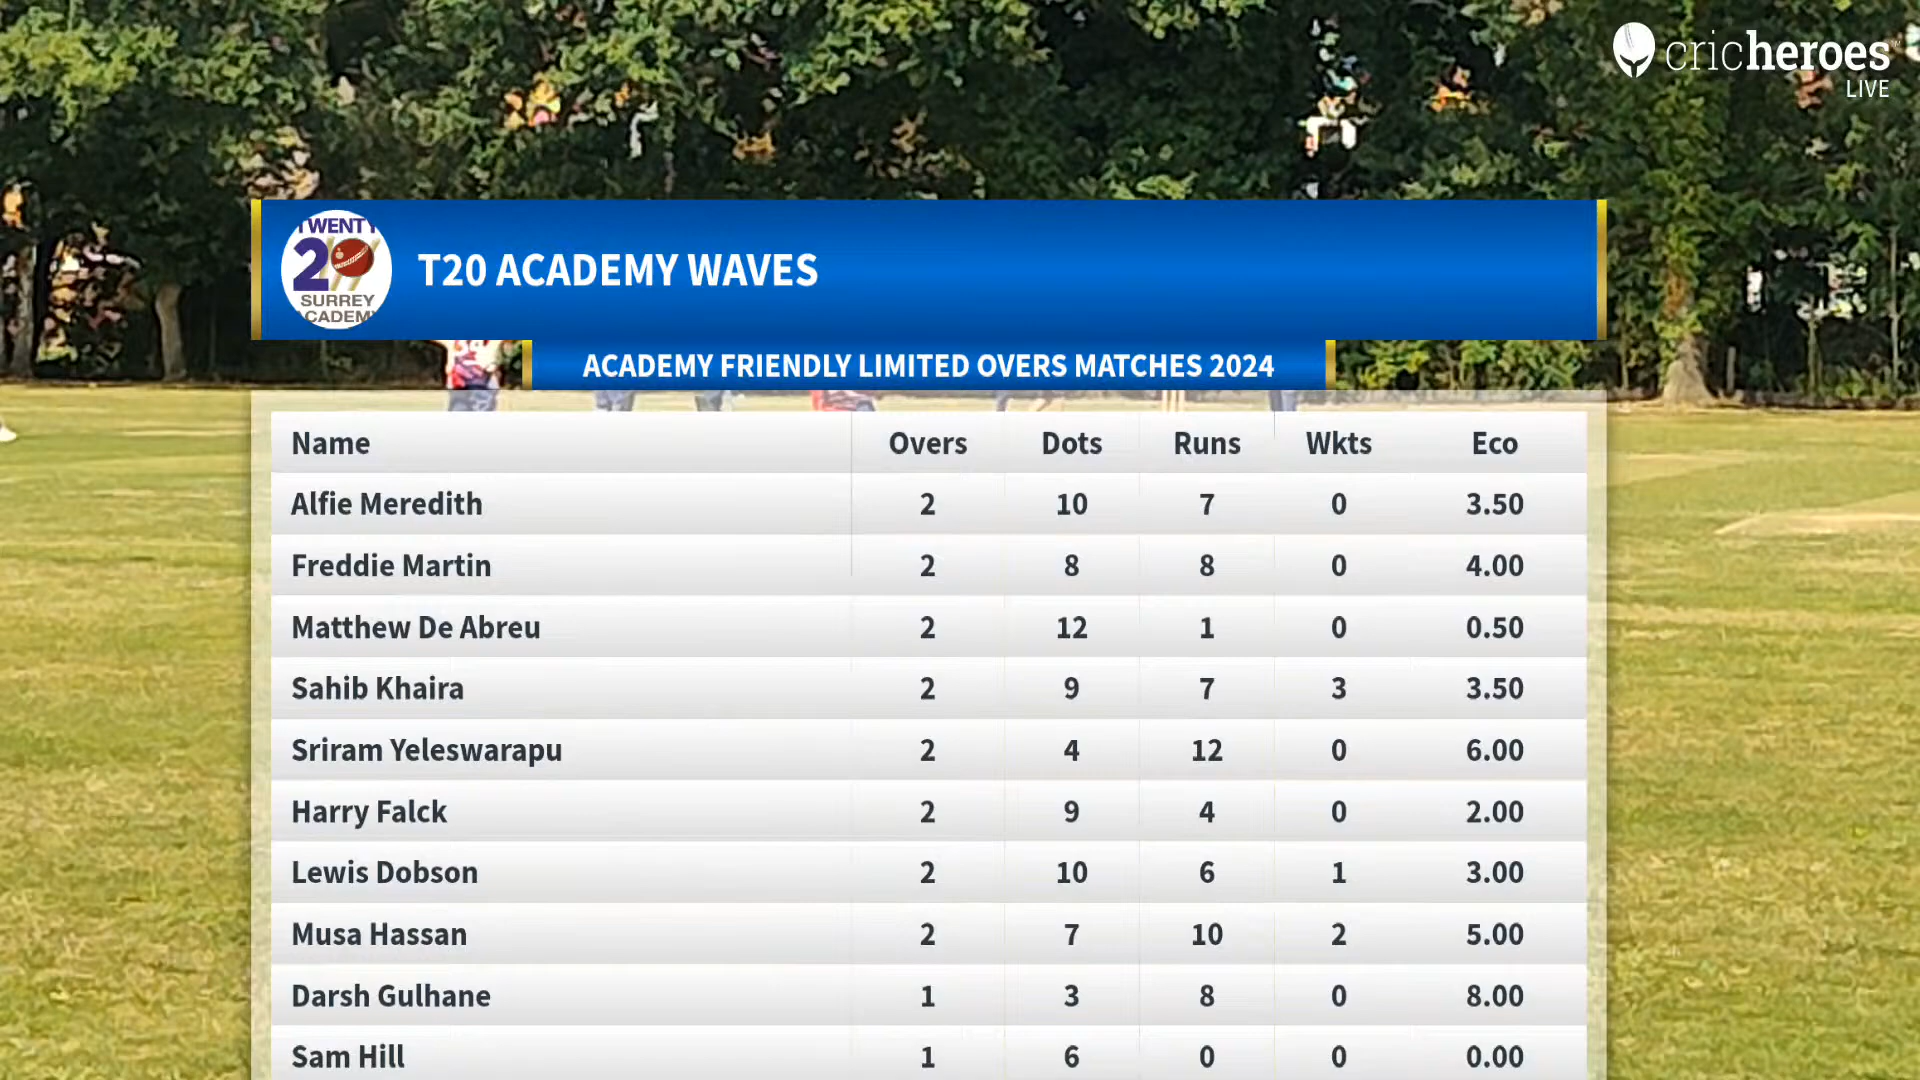 cricheroes™
LIVE
TWENTY
20
SURREY
ACADEMY
T20 ACADEMY WAVES
ACADEMY FRIENDLY LIMITED OVERS MATCHES 2024
Name Overs Dots Runs Wkts Eco
Alfie Meredith 2 10 7 0 3.50
Freddie Martin 2 8 8 0 4.00
Matthew De Abreu 2 12 1 0 0.50
Sahib Khaira 2 9 7 3 3.50
Sriram Yeleswarapu 2 4 12 0 6.00
Harry Falck 2 9 4 0 2.00
Lewis Dobson 2 10 6 1 3.00
Musa Hassan 2 7 10 2 5.00
Darsh Gulhane 1 3 8 0 8.00
Sam Hill 1 6 0 0 0.00